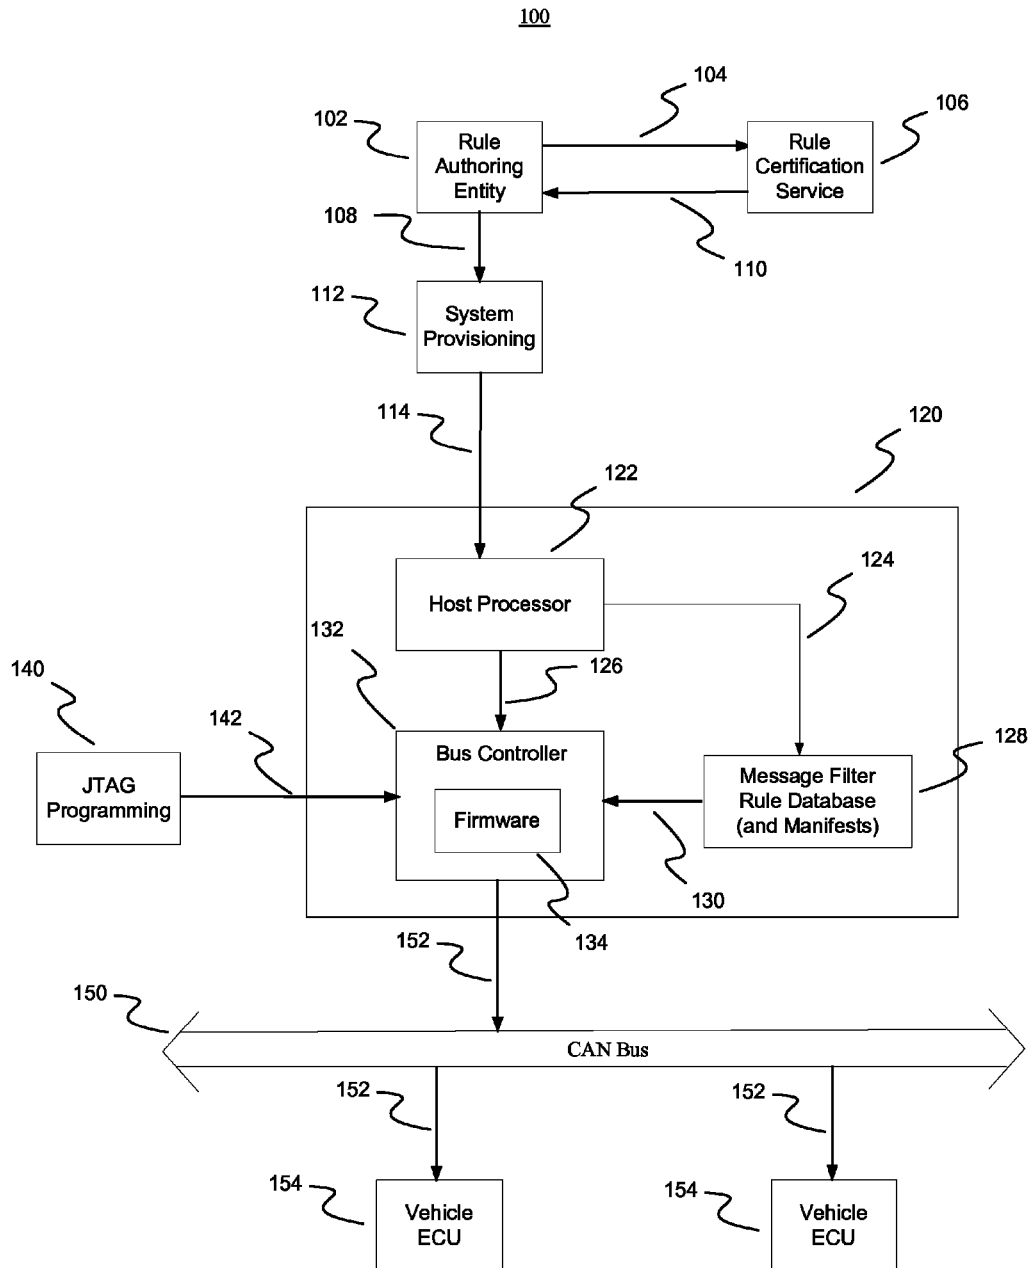 100
104
102
106
Rule
Authoring
Entity
Rule
Certification
Service
108
110
112
System
Provisioning
114
120
122
124
Host Processor
132
126
140
142
128
Bus Controller
JTAG
Programming
Message Filter
Rule Database
(and Manifests)
Firmware
130
134
152
150
CAN Bus
152
152
154
154
Vehicle
ECU
Vehicle
ECU